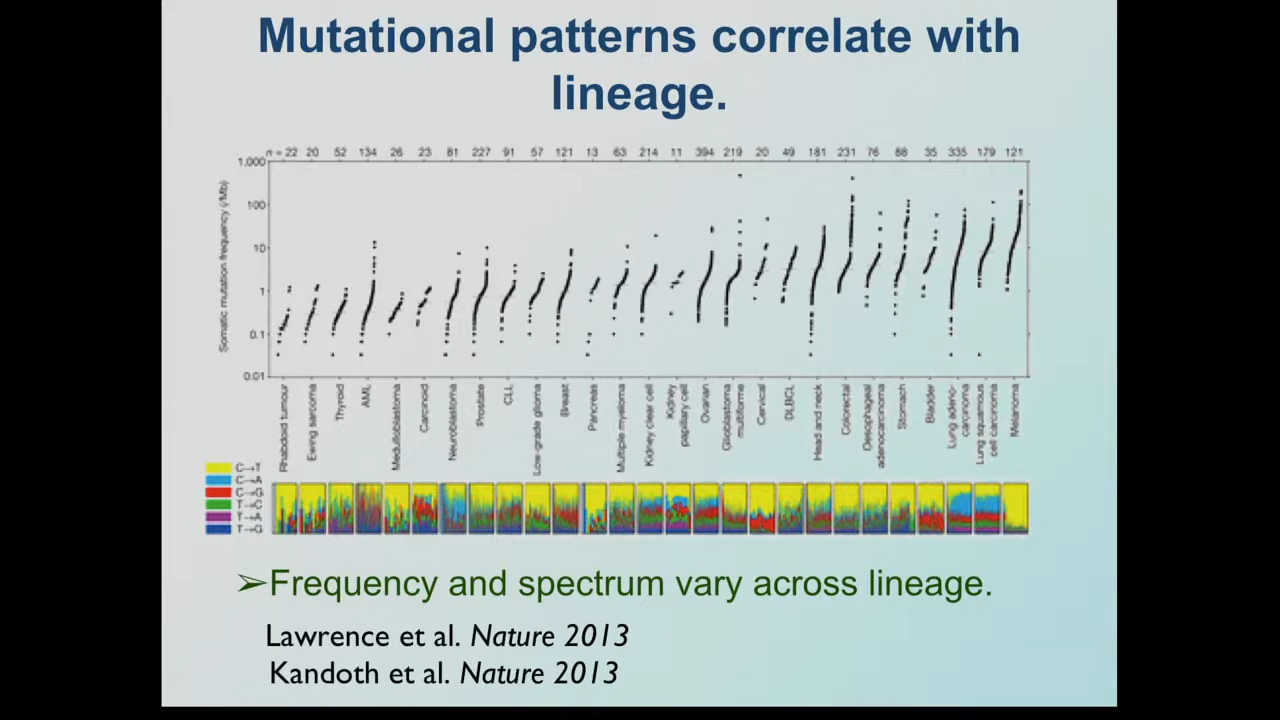 Mutational patterns correlate with
lineage.
n = 22 20 52 134 26 23 81 227 91 57 121 13 63 214 11 394 219 20 49 181 231 76 88 35 335 179 121
Somatic mutation frequency (/Mb)
1,000
100
10
1
0.1
0.01
Rhabdoid tumour
Ewing sarcoma
Thyroid
AML
Medulloblastoma
Carcinoid
Neuroblastoma
Prostate
CLL
Low-grade glioma
Breast
Pancreas
Multiple myeloma
Kidney clear cell
Kidney
papillary cell
Ovarian
Glioblastoma
multiforme
Cervical
DLBCL
Head and neck
Colorectal
Oesophageal
adenocarcinoma
Stomach
Bladder
Lung adeno-
carcinoma
Lung squamous
cell carcinoma
Melanoma
C→T
C→A
C→G
T→C
T→A
T→G
➢Frequency and spectrum vary across lineage.
Lawrence et al. Nature 2013
Kandoth et al. Nature 2013